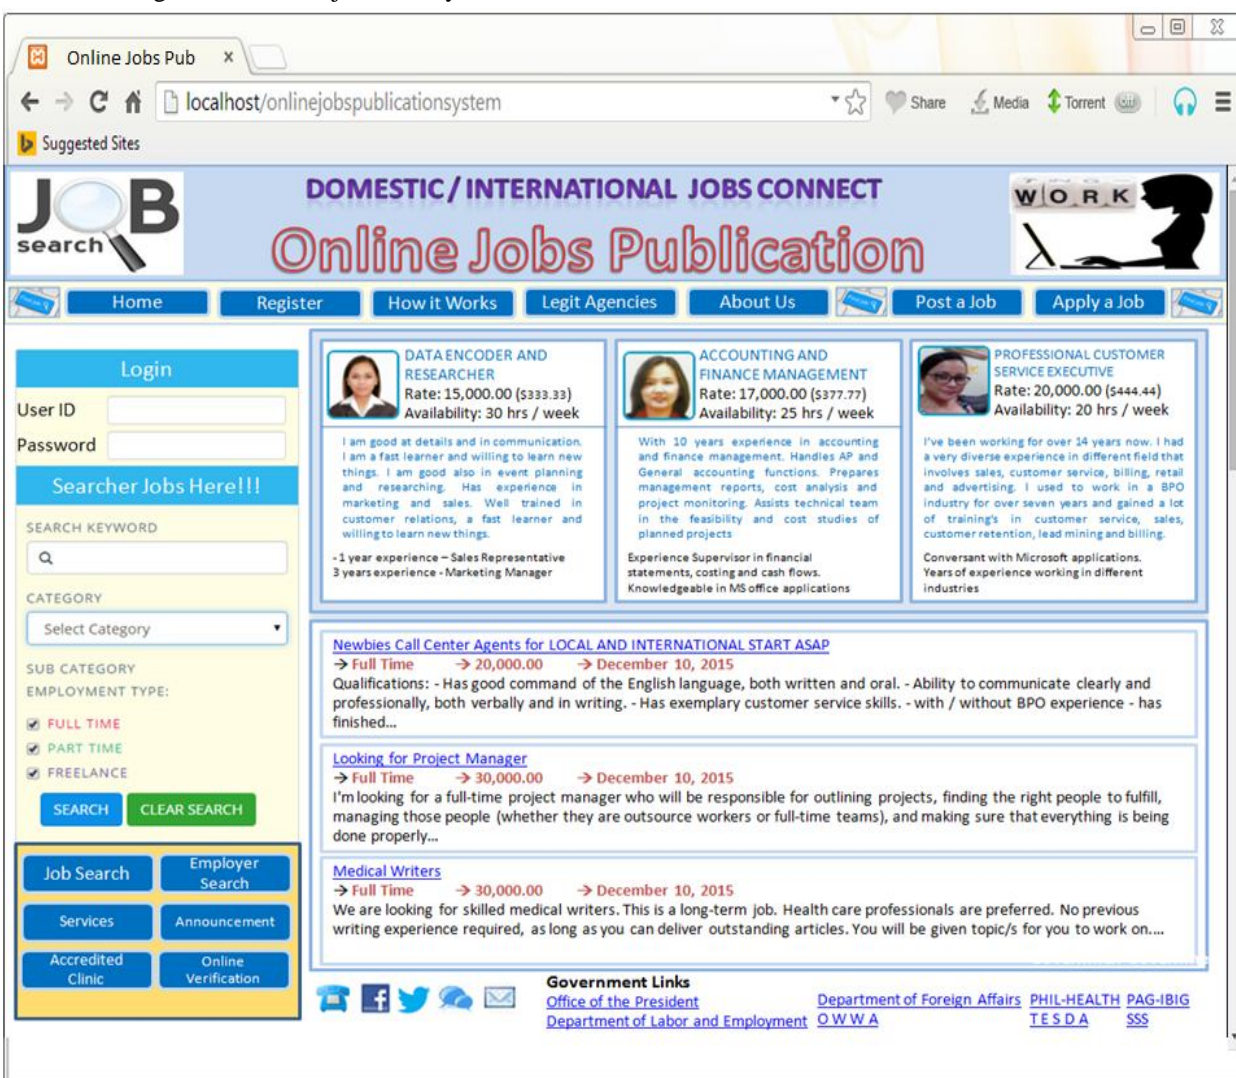 Online Jobs Pub
localhost/onlinejobspublicationsystem
Share Media Torrent
Suggested Sites
JOB
search
DOMESTIC / INTERNATIONAL JOBS CONNECT
Online Jobs Publication
WORK
Home Register How it Works Legit Agencies About Us Post a Job Apply a Job
Login
User ID
Password
Searcher Jobs Here!!!
SEARCH KEYWORD
CATEGORY
Select Category
SUB CATEGORY
EMPLOYMENT TYPE:
FULL TIME
PART TIME
FREELANCE
SEARCH CLEAR SEARCH
Job Search
Employer
Search
Services
Announcement
Accredited
Clinic
Online
Verification
DATA ENCODER AND
RESEARCHER
Rate: 15,000.00 ($333.33)
Availability: 30 hrs / week
I am good at details and in communication.
I am a fast learner and willing to learn new
things. I am good also in event planning
and researching. Has experience in
marketing and sales. Well trained in
customer relations, a fast learner and
willing to learn new things.
- 1 year experience – Sales Representative
3 years experience - Marketing Manager
ACCOUNTING AND
FINANCE MANAGEMENT
Rate: 17,000.00 ($377.77)
Availability: 25 hrs / week
With 10 years experience in accounting
and finance management. Handles AP and
General accounting functions. Prepares
management reports, cost analysis and
project monitoring. Assists technical team
in the feasibility and cost studies of
planned projects
Experience Supervisor in financial
statements, costing and cash flows.
Knowledgeable in MS office applications
PROFESSIONAL CUSTOMER
SERVICE EXECUTIVE
Rate: 20,000.00 ($444.44)
Availability: 20 hrs / week
I've been working for over 14 years now. I had
a very diverse experience in different field that
involves sales, customer service, billing, retail
and advertising. I used to work in a BPO
industry for over seven years and gained a lot
of training's in customer service, sales,
customer retention, lead mining and billing.
Conversant with Microsoft applications.
Years of experience working in different
industries
Newbies Call Center Agents for LOCAL AND INTERNATIONAL START ASAP
→ Full Time → 20,000.00 → December 10, 2015
Qualifications: - Has good command of the English language, both written and oral. - Ability to communicate clearly and
professionally, both verbally and in writing. - Has exemplary customer service skills. - with / without BPO experience - has
finished...
Looking for Project Manager
→ Full Time → 30,000.00 → December 10, 2015
I'm looking for a full-time project manager who will be responsible for outlining projects, finding the right people to fulfill,
managing those people (whether they are outsource workers or full-time teams), and making sure that everything is being
done properly...
Medical Writers
→ Full Time → 30,000.00 → December 10, 2015
We are looking for skilled medical writers. This is a long-term job. Health care professionals are preferred. No previous
writing experience required, as long as you can deliver outstanding articles. You will be given topic/s for you to work on....
Government Links
Office of the President Department of Foreign Affairs PHIL-HEALTH PAG-IBIG
Department of Labor and Employment O W W A T E S D A SSS